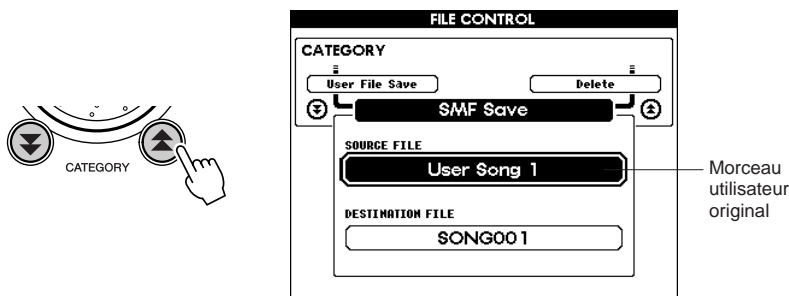 FILE CONTROL
CATEGORY
User File Save
Delete
SMF Save
CATEGORY
SOURCE FILE
User Song 1
Morceau
utilisateur
original
DESTINATION FILE
SONG001